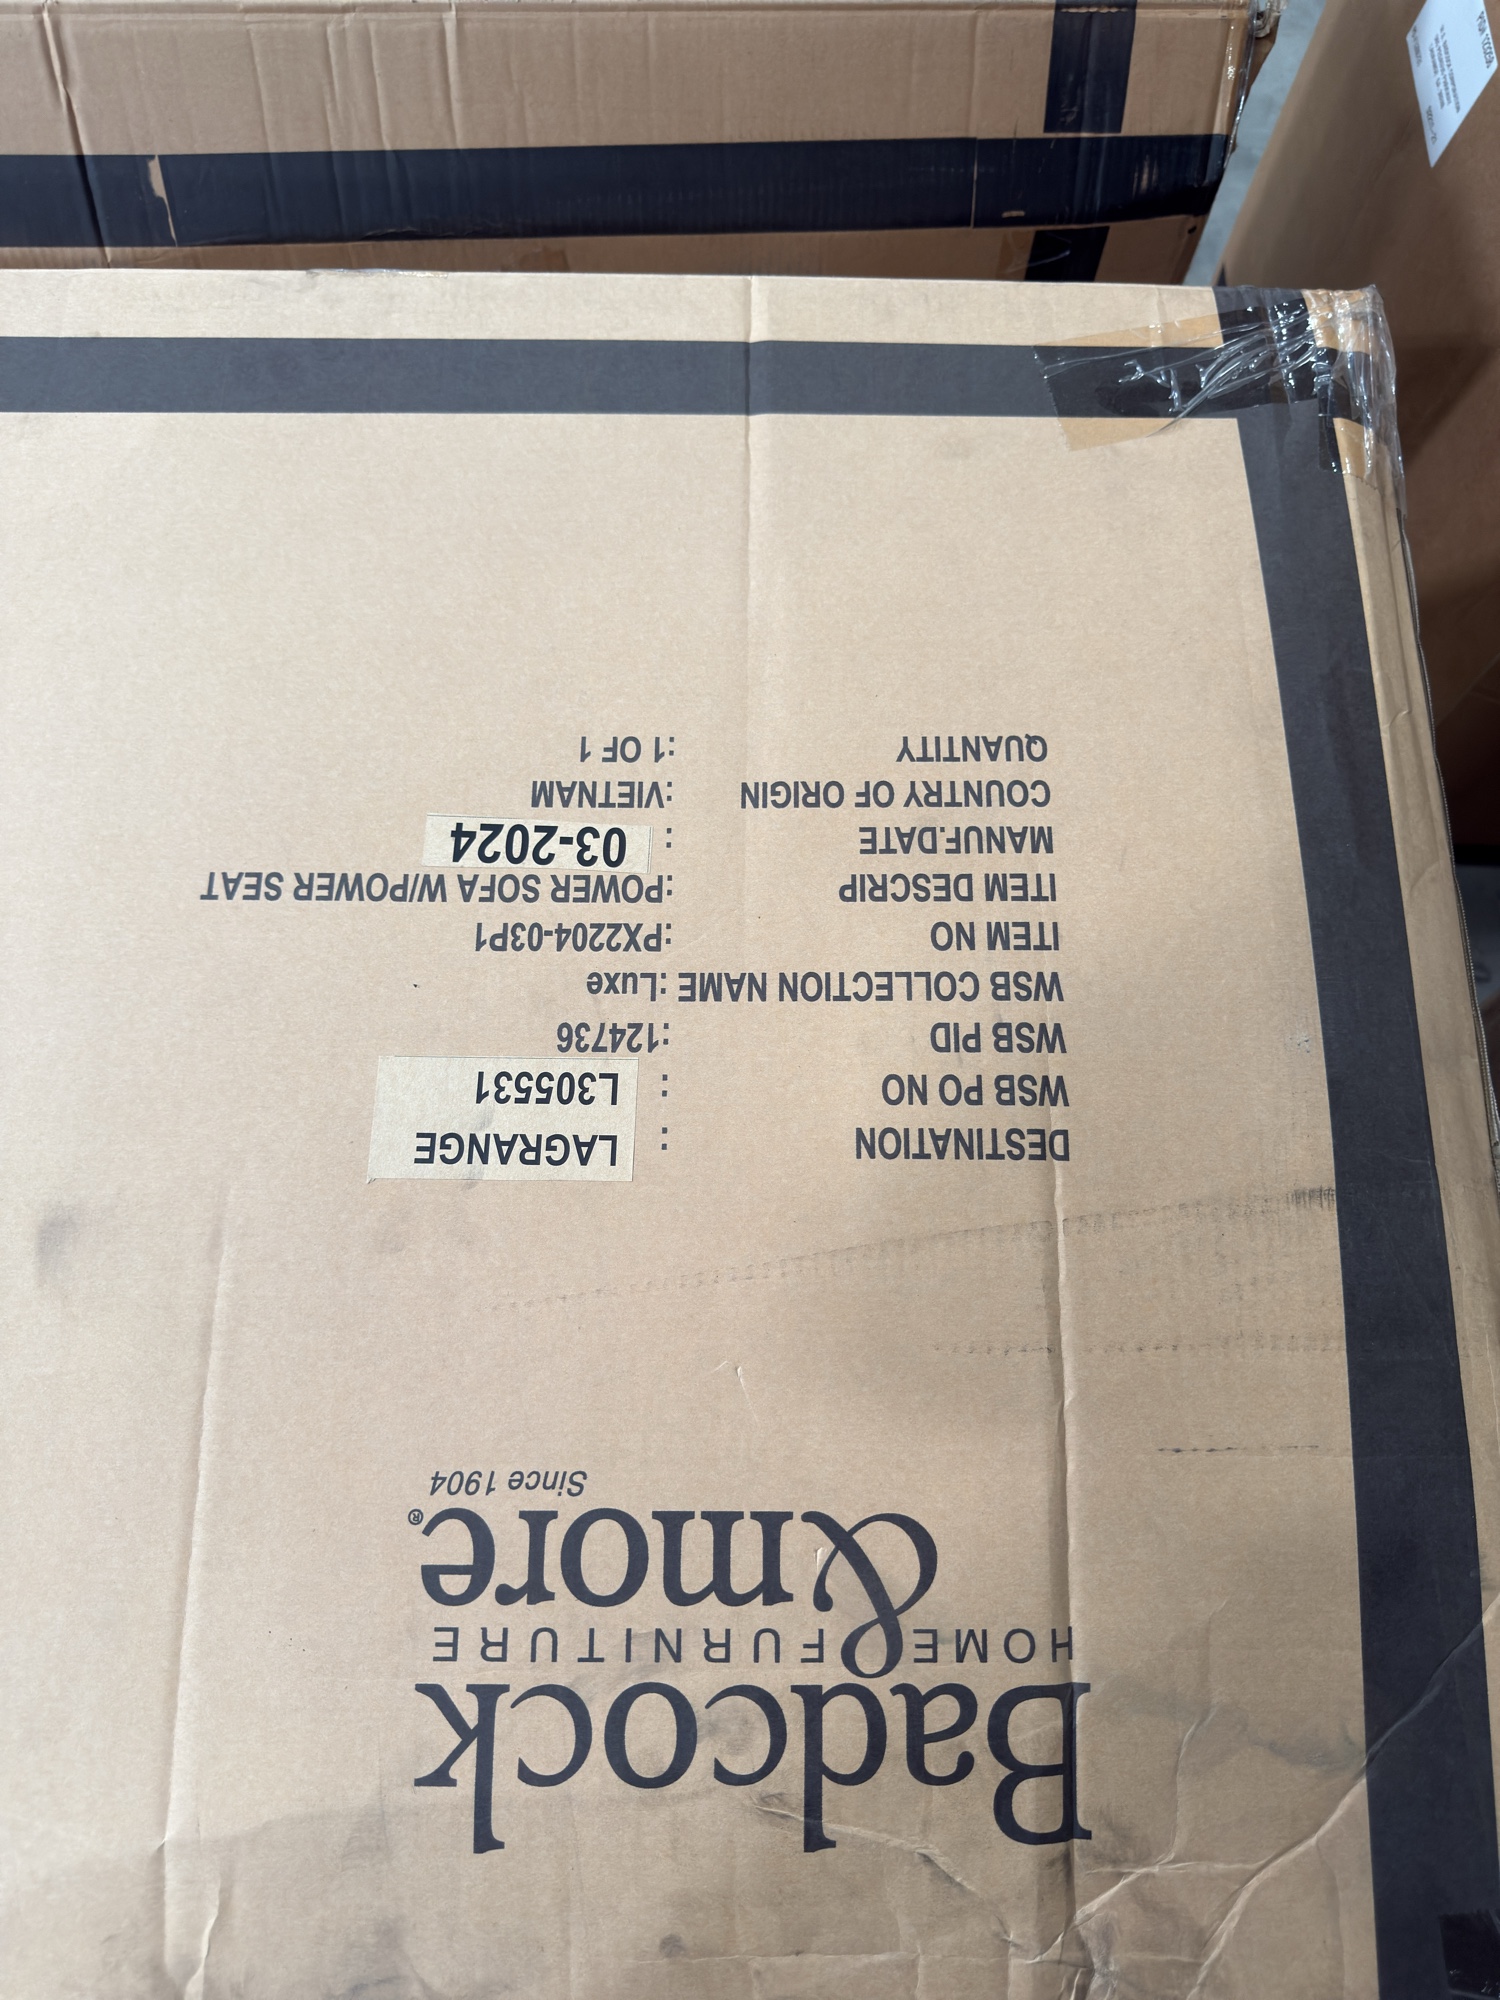 Badcock
HOME FURNITURE
&more®
Since 1904
DESTINATION : LAGRANGE
WSB PO NO : L305531
WSB PID :124736
WSB COLLECTION NAME : Luxe
ITEM NO :PX2204-03P1
ITEM DESCRIP :POWER SOFA W/POWER SEAT
MANUF.DATE : 03-2024
COUNTRY OF ORIGIN :VIETNAM
QUANTITY :1 OF 1